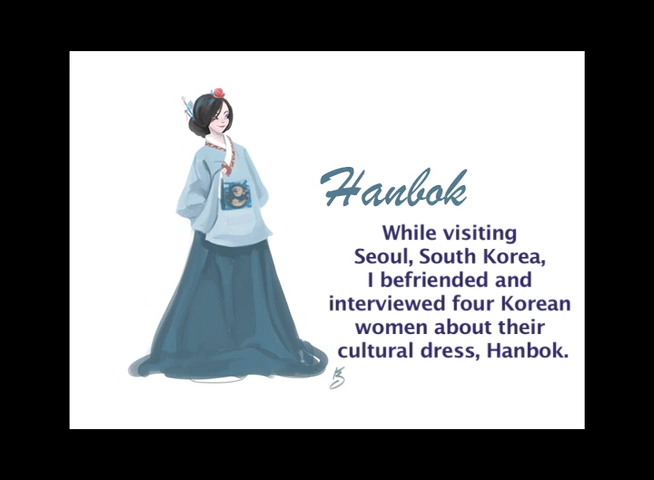 Hanbok
While visiting
Seoul, South Korea,
I befriended and
interviewed four Korean
women about their
cultural dress, Hanbok.